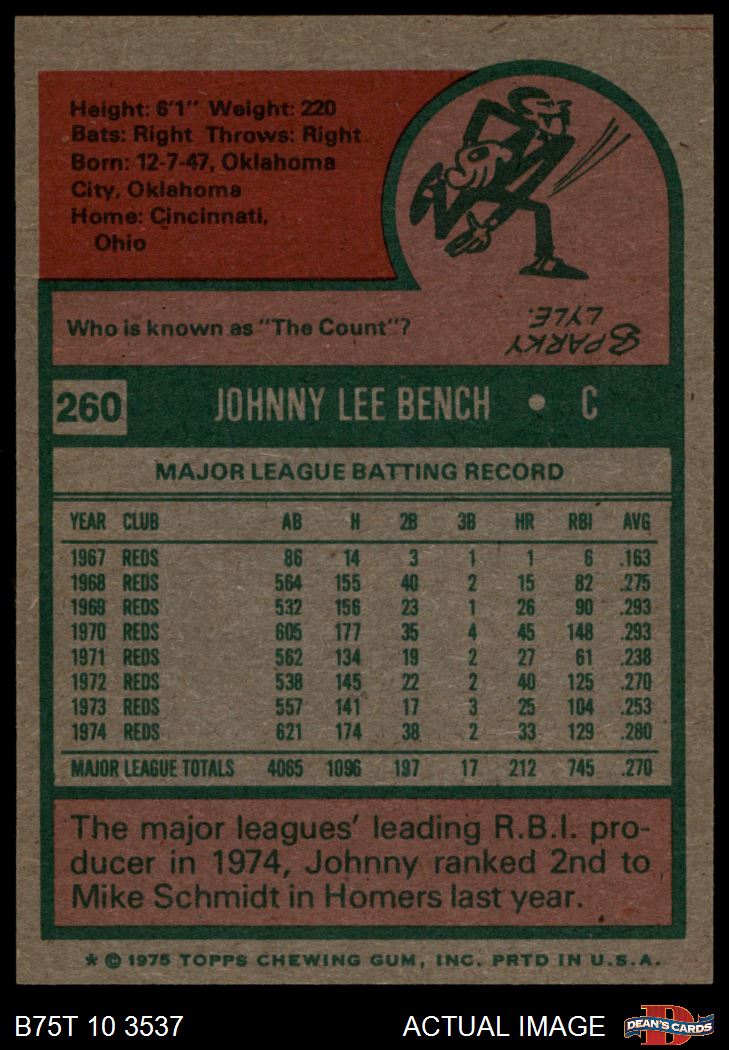 Height: 6'1" Weight: 220
Bats: Right Throws: Right
Born: 12-7-47, Oklahoma
City, Oklahoma
Home: Cincinnati,
Ohio
Who is known as "The Count"?
SPARKY
LYLE.
260 JOHNNY LEE BENCH • C
MAJOR LEAGUE BATTING RECORD
YEAR CLUB AB H 2B 3B HR RBI AVG
1967 REDS 86 14 3 1 1 6 .163
1968 REDS 564 155 40 2 15 82 .275
1969 REDS 532 156 23 1 26 90 .293
1970 REDS 605 177 35 4 45 148 .293
1971 REDS 562 134 19 2 27 61 .238
1972 REDS 538 145 22 2 40 125 .270
1973 REDS 557 141 17 3 25 104 .253
1974 REDS 621 174 38 2 33 129 .280
MAJOR LEAGUE TOTALS 4065 1096 197 17 212 745 .270
The major leagues' leading R.B.I. pro-
ducer in 1974, Johnny ranked 2nd to
Mike Schmidt in Homers last year.
* © 1975 TOPPS CHEWING GUM, INC. PRTD IN U.S.A.
B75T 10 3537 ACTUAL IMAGE D
DEAN'S CARDS